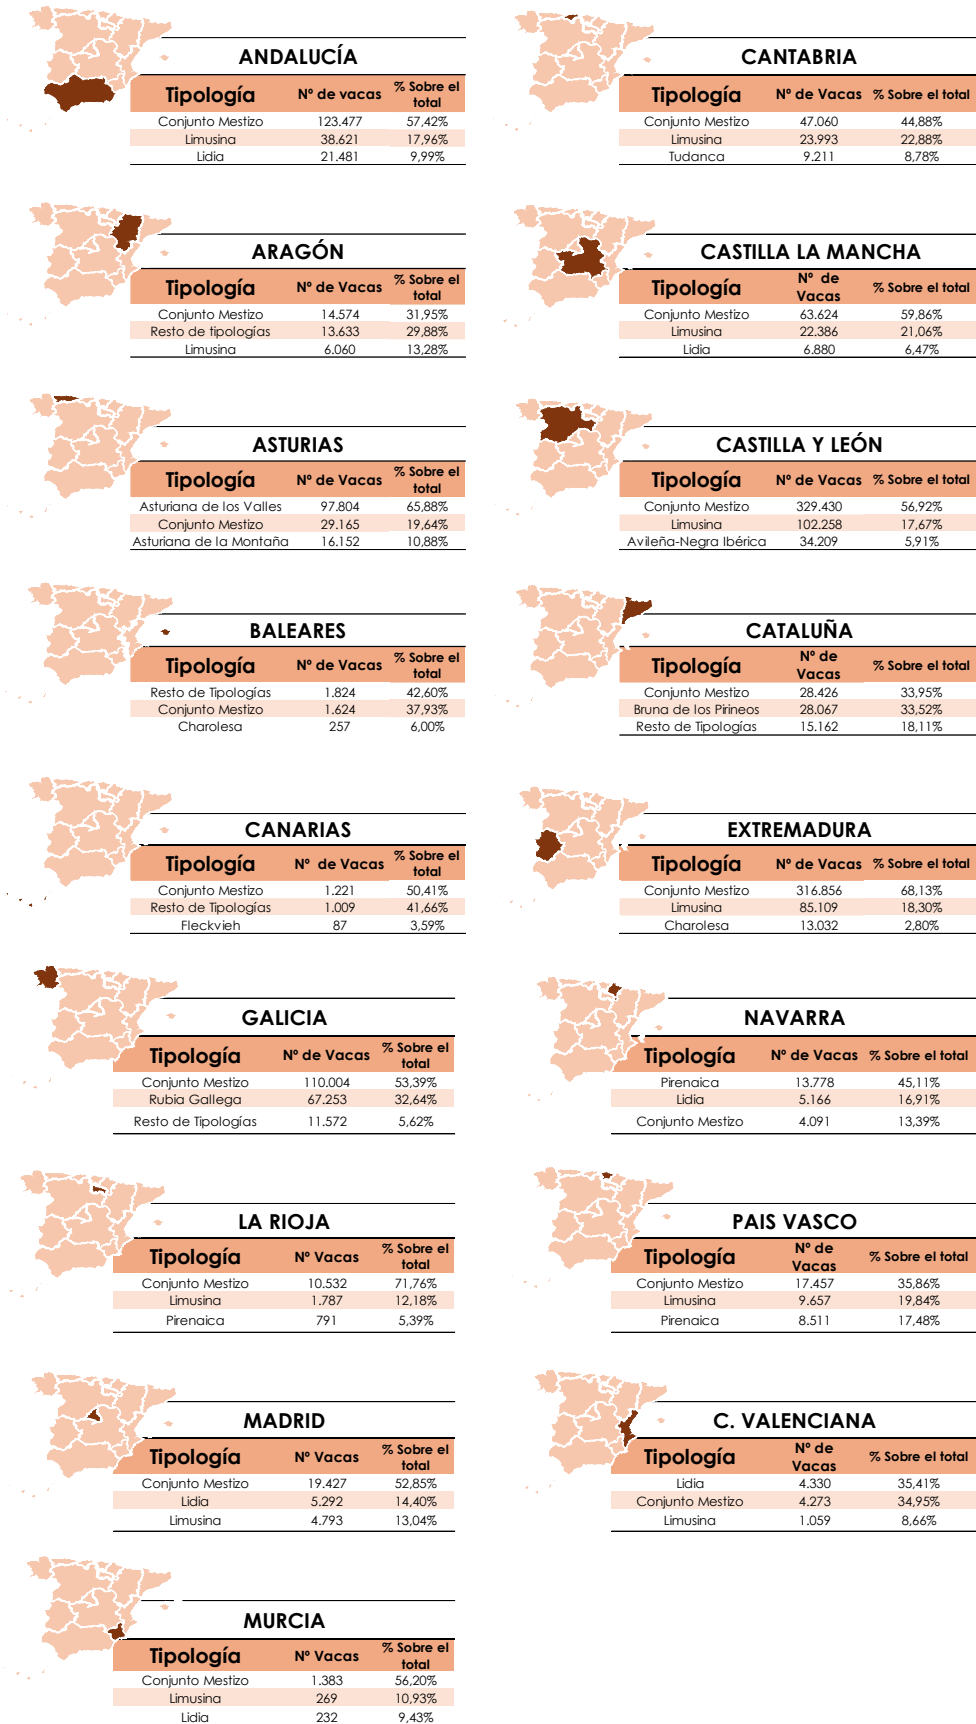 ANDALUCÍA
Tipología Nº de vacas % Sobre el total
Conjunto Mestizo 123.477 57,42%
Limusina 38.621 17,96%
Lidia 21.481 9,99%
CANTABRIA
Tipología Nº de Vacas % Sobre el total
Conjunto Mestizo 47.060 44,88%
Limusina 23.993 22,88%
Tudanca 9.211 8,78%
ARAGÓN
Tipología Nº de Vacas % Sobre el total
Conjunto Mestizo 14.574 31,95%
Resto de tipologías 13.633 29,88%
Limusina 6.060 13,28%
CASTILLA LA MANCHA
Tipología Nº de Vacas % Sobre el total
Conjunto Mestizo 63.624 59,86%
Limusina 22.386 21,06%
Lidia 6.880 6,47%
ASTURIAS
Tipología Nº de Vacas % Sobre el total
Asturiana de los Valles 97.804 65,88%
Conjunto Mestizo 29.165 19,64%
Asturiana de la Montaña 16.152 10,88%
CASTILLA Y LEÓN
Tipología Nº de Vacas % Sobre el total
Conjunto Mestizo 329.430 56,92%
Limusina 102.258 17,67%
Avileña-Negra Ibérica 34.209 5,91%
BALEARES
Tipología Nº de Vacas % Sobre el total
Resto de Tipologías 1.824 42,60%
Conjunto Mestizo 1.624 37,93%
Charolesa 257 6,00%
CATALUÑA
Tipología Nº de Vacas % Sobre el total
Conjunto Mestizo 28.426 33,95%
Bruna de los Pirineos 28.067 33,52%
Resto de Tipologías 15.162 18,11%
CANARIAS
Tipología Nº de Vacas % Sobre el total
Conjunto Mestizo 1.221 50,41%
Resto de Tipologías 1.009 41,66%
Fleckvieh 87 3,59%
EXTREMADURA
Tipología Nº de Vacas % Sobre el total
Conjunto Mestizo 316.856 68,13%
Limusina 85.109 18,30%
Charolesa 13.032 2,80%
GALICIA
Tipología Nº de Vacas % Sobre el total
Conjunto Mestizo 110.004 53,39%
Rubia Gallega 67.253 32,64%
Resto de Tipologías 11.572 5,62%
NAVARRA
Tipología Nº de Vacas % Sobre el total
Pirenaica 13.778 45,11%
Lidia 5.166 16,91%
Conjunto Mestizo 4.091 13,39%
LA RIOJA
Tipología Nº Vacas % Sobre el total
Conjunto Mestizo 10.532 71,76%
Limusina 1.787 12,18%
Pirenaica 791 5,39%
PAIS VASCO
Tipología Nº de Vacas % Sobre el total
Conjunto Mestizo 17.457 35,86%
Limusina 9.657 19,84%
Pirenaica 8.511 17,48%
MADRID
Tipología Nº Vacas % Sobre el total
Conjunto Mestizo 19.427 52,85%
Lidia 5.292 14,40%
Limusina 4.793 13,04%
C. VALENCIANA
Tipología Nº de Vacas % Sobre el total
Lidia 4.330 35,41%
Conjunto Mestizo 4.273 34,95%
Limusina 1.059 8,66%
MURCIA
Tipología Nº Vacas % Sobre el total
Conjunto Mestizo 1.383 56,20%
Limusina 269 10,93%
Lidia 232 9,43%